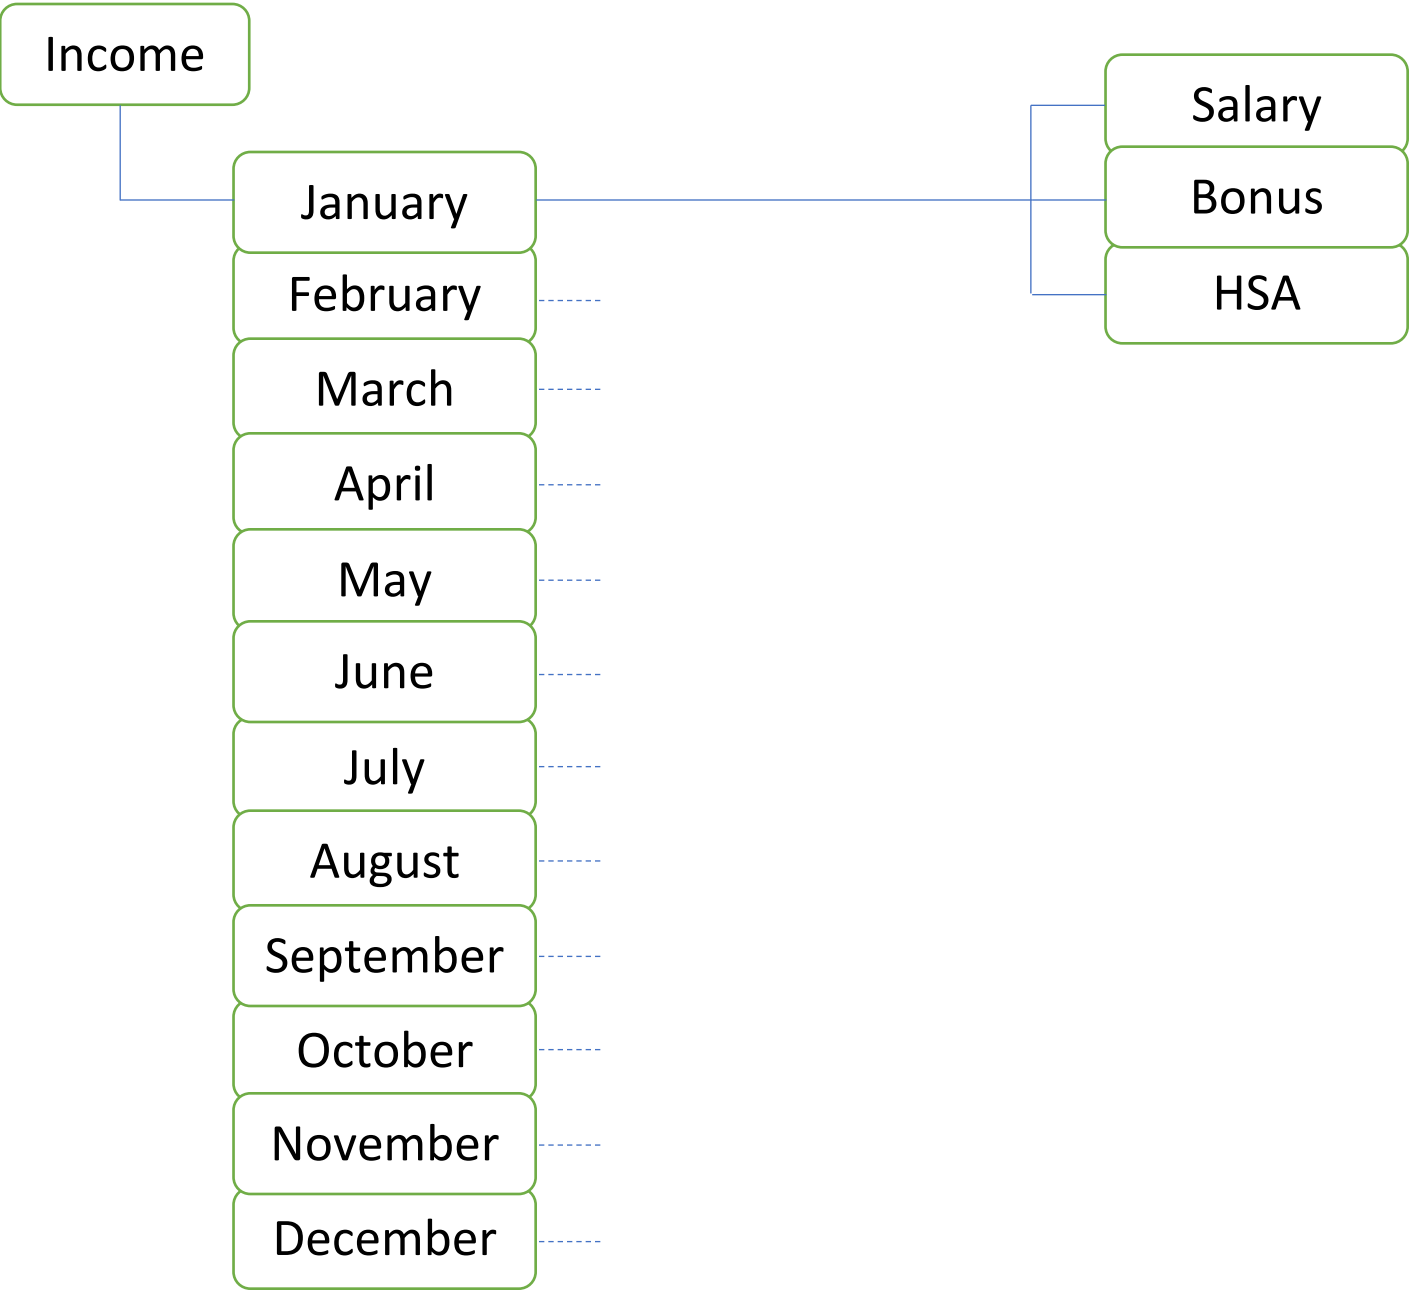 Income
Salary
January
Bonus
February
HSA
March
April
May
June
July
August
September
October
November
December